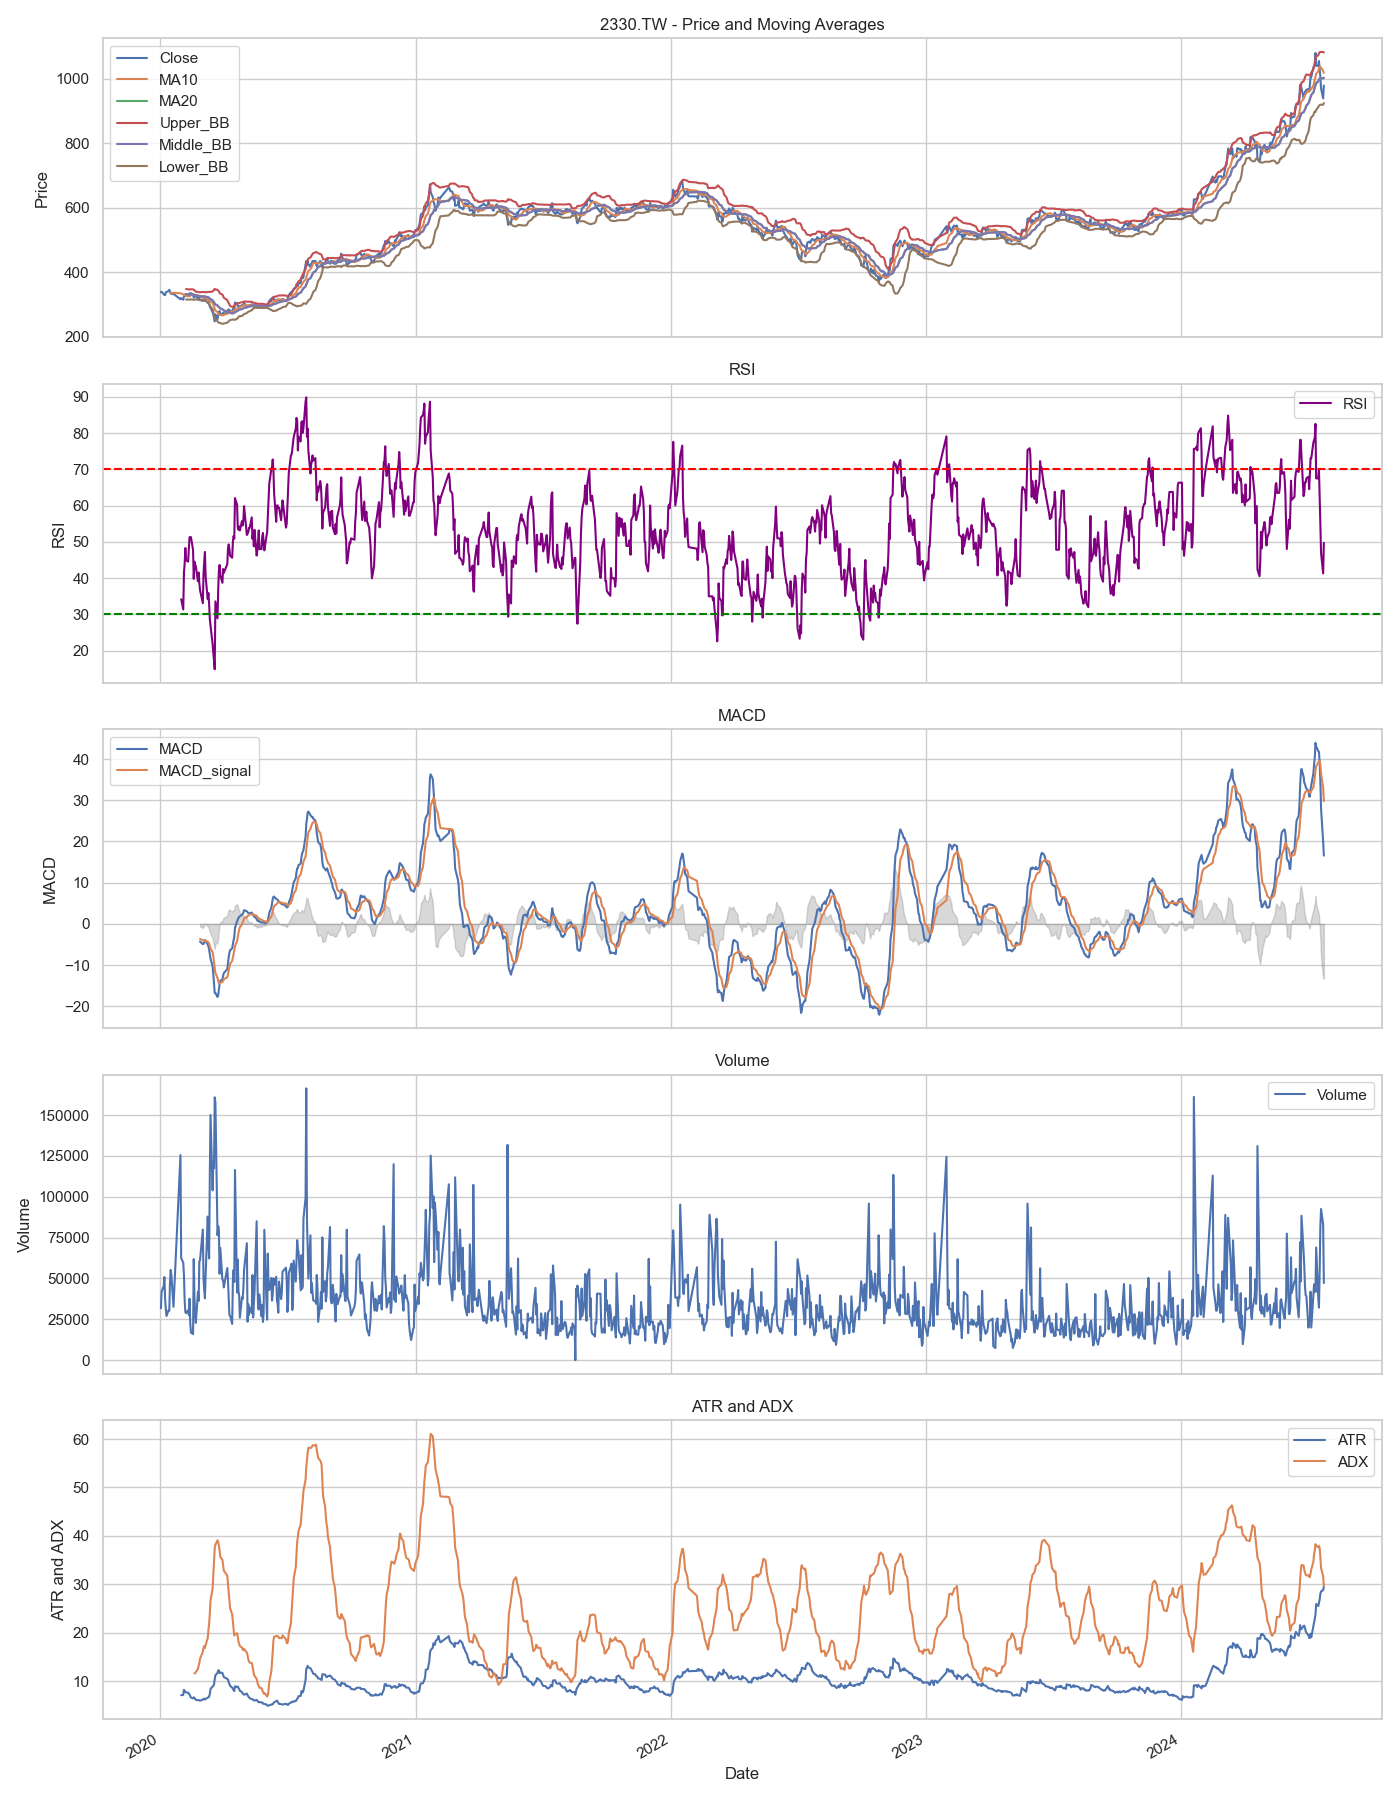 2330.TW - Price and Moving Averages
Close
MA10
MA20
Upper_BB
Middle_BB
Lower_BB
Price
1000
800
600
400
200
RSI
RSI
RSI
90
80
70
60
50
40
30
20
MACD
MACD
MACD_signal
MACD
40
30
20
10
0
−10
−20
Volume
Volume
Volume
150000
125000
100000
75000
50000
25000
0
ATR and ADX
ATR
ADX
ATR and ADX
60
50
40
30
20
10
2020
2021
2022
2023
2024
Date